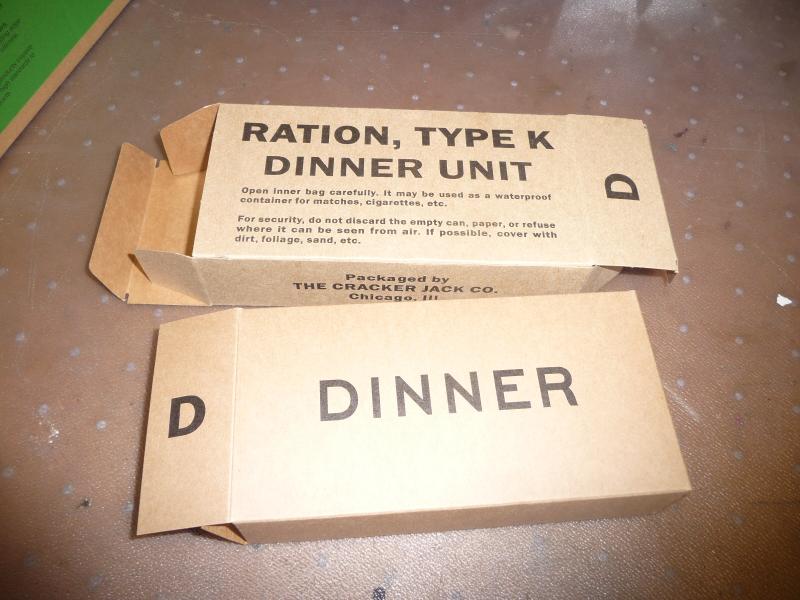 RATION, TYPE K
DINNER UNIT
Open inner bag carefully. It may be used as a waterproof
container for matches, cigarettes, etc.
For security, do not discard the empty can, paper, or refuse
where it can be seen from air. If possible, cover with
dirt, foliage, sand, etc.
D
Packaged by
THE CRACKER JACK CO.
Chicago, Ill.
D
DINNER